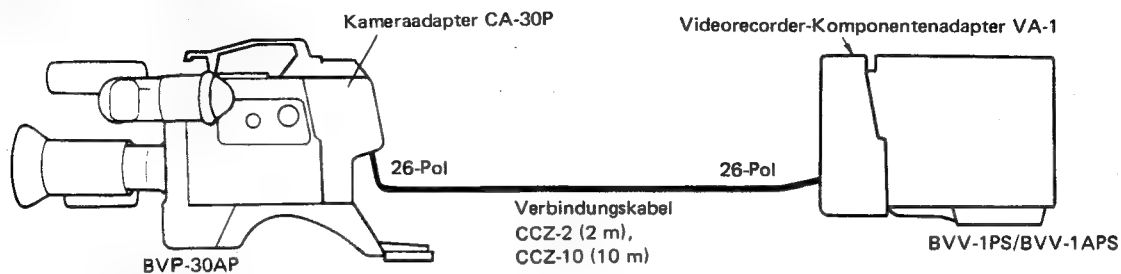 Kameraadapter CA-30P
Videorecorder-Komponentenadapter VA-1
26-Pol
26-Pol
Verbindungskabel
CCZ-2 (2 m),
CCZ-10 (10 m)
BVP-30AP
BVV-1PS/BVV-1APS